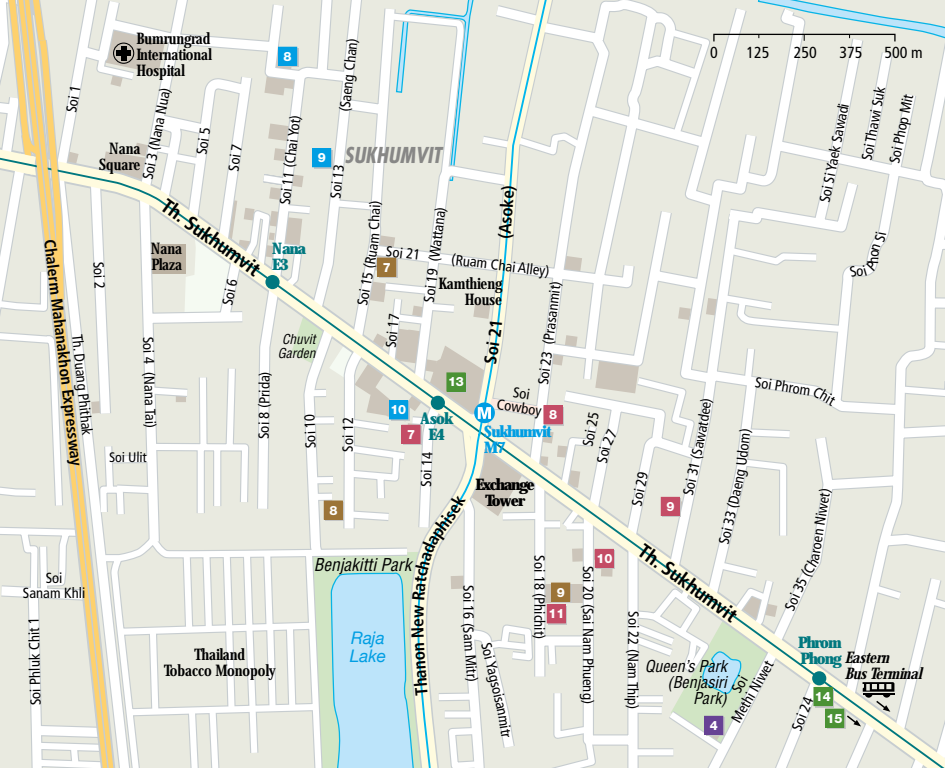 Bumrungrad
International
Hospital
8
(Saeng Chan)
0 125 250 375 500 m
Soi 1
Soi 3 (Nana Nua)
Soi 5
Soi 7
Soi 11 (Chai Yot)
9
Soi 13
SUKHUMVIT
Soi Si Yaek Sawadi
Soi Thawi Suk
Soi Phop Mit
Nana
Square
Th. Sukhumvit
Nana
Plaza
Nana
E3
Soi 6
Soi 15 (Ruam Chai)
Soi 21 (Ruam Chai Alley)
7
Soi 19 (Wattana)
(Asoke)
Kamthieng
House
Soi 21
Soi 23 (Prasanmit)
Soi Aon Si
Chalerm Mahanakhon Expressway
Soi 2
Th. Duang Phithak
Soi 4 (Nana Tai)
Soi 8 (Prida)
Chuvit
Garden
Soi 17
13
Soi 10
Soi 12
10
7
Asok
E4
M
Sukhumvit
M7
Soi
Cowboy
8
Soi 25
Soi 27
Soi Phrom Chit
Soi Ulit
Soi 14
Exchange
Tower
Soi 29
Soi 31 (Sawatdee)
9
Soi 33 (Daeng Udom)
Soi 35 (Charoen Niwet)
8
Thanon New Ratchadaphisek
Benjakitti Park
Th. Sukhumvit
10
Soi
Sanam Khli
Soi Phluk Chit 1
Thailand
Tobacco Monopoly
Raja
Lake
Soi 16 (Sam Mitr)
Soi Yagsoisanmitr
Soi 18 (Phichit)
9
11
Soi 20 (Sai Nam Phueng)
Soi 22 (Nam Thip)
Queen's Park
(Benjasiri
Park)
Soi
Methi Niwet
4
Phrom
Phong
Eastern
Bus Terminal
Soi 24
14
15